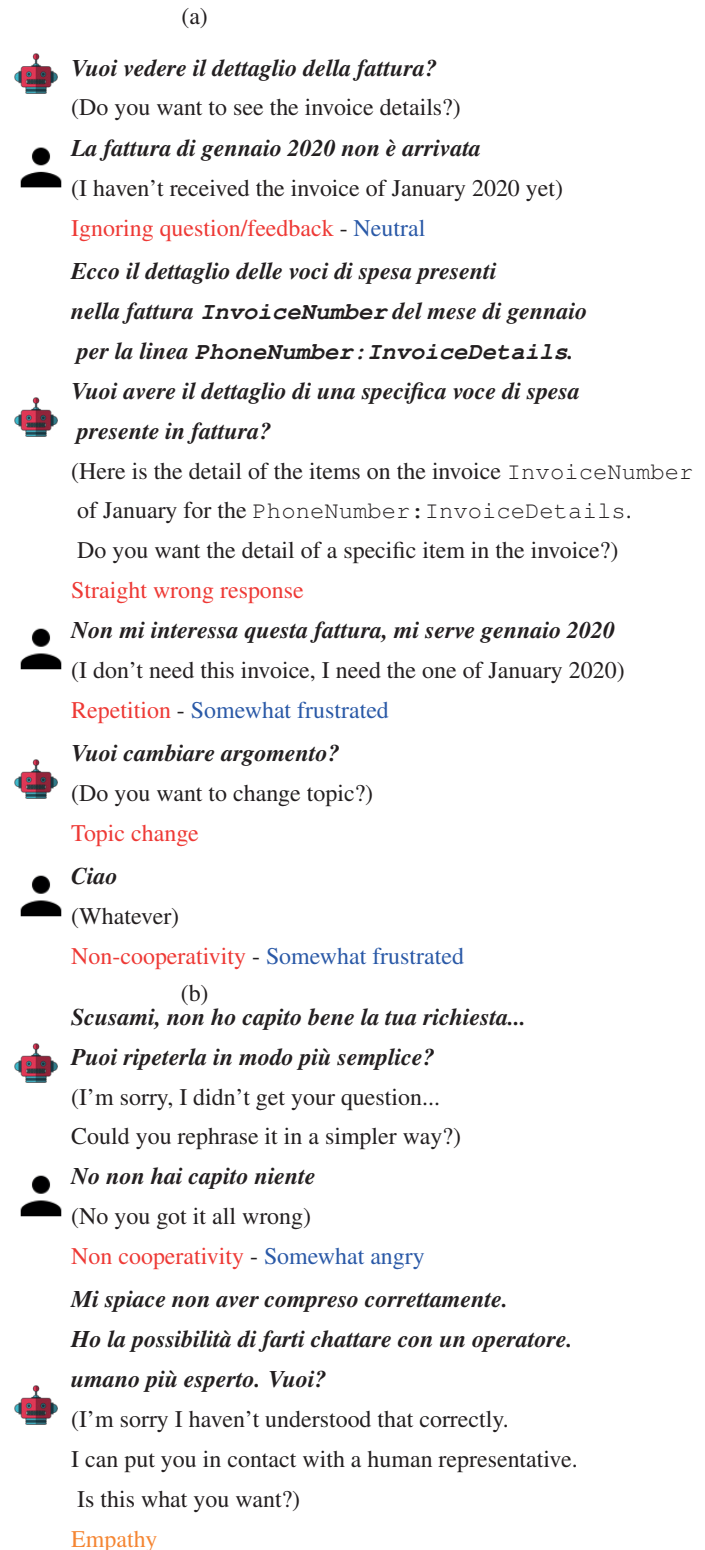 (a)
Vuoi vedere il dettaglio della fattura?
(Do you want to see the invoice details?)
La fattura di gennaio 2020 non è arrivata
(I haven't received the invoice of January 2020 yet)
Ignoring question/feedback - Neutral
Ecco il dettaglio delle voci di spesa presenti
nella fattura InvoiceNumber del mese di gennaio
per la linea PhoneNumber:InvoiceDetails.
Vuoi avere il dettaglio di una specifica voce di spesa
presente in fattura?
(Here is the detail of the items on the invoice InvoiceNumber
of January for the PhoneNumber:InvoiceDetails.
Do you want the detail of a specific item in the invoice?)
Straight wrong response
Non mi interessa questa fattura, mi serve gennaio 2020
(I don't need this invoice, I need the one of January 2020)
Repetition - Somewhat frustrated
Vuoi cambiare argomento?
(Do you want to change topic?)
Topic change
Ciao
(Whatever)
Non-cooperativity - Somewhat frustrated
(b)
Scusami, non ho capito bene la tua richiesta...
Puoi ripeterla in modo più semplice?
(I'm sorry, I didn't get your question...
Could you rephrase it in a simpler way?)
No non hai capito niente
(No you got it all wrong)
Non cooperativity - Somewhat angry
Mi spiace non aver compreso correttamente.
Ho la possibilità di farti chattare con un operatore.
umano più esperto. Vuoi?
(I'm sorry I haven't understood that correctly.
I can put you in contact with a human representative.
Is this what you want?)
Empathy